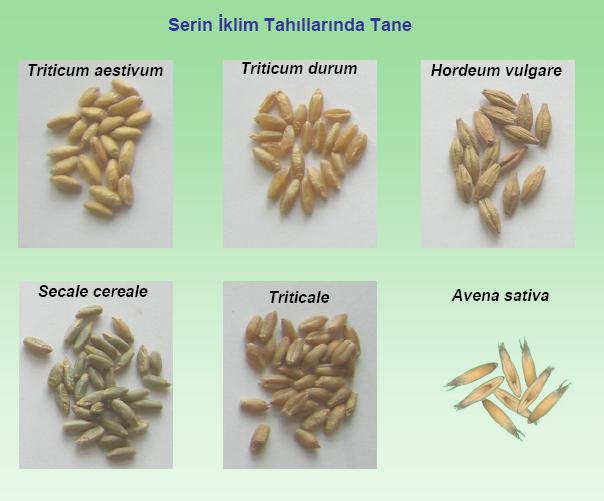 Serin İklim Tahıllarında Tane
Triticum aestivum
Triticum durum
Hordeum vulgare
Secale cereale
Triticale
Avena sativa